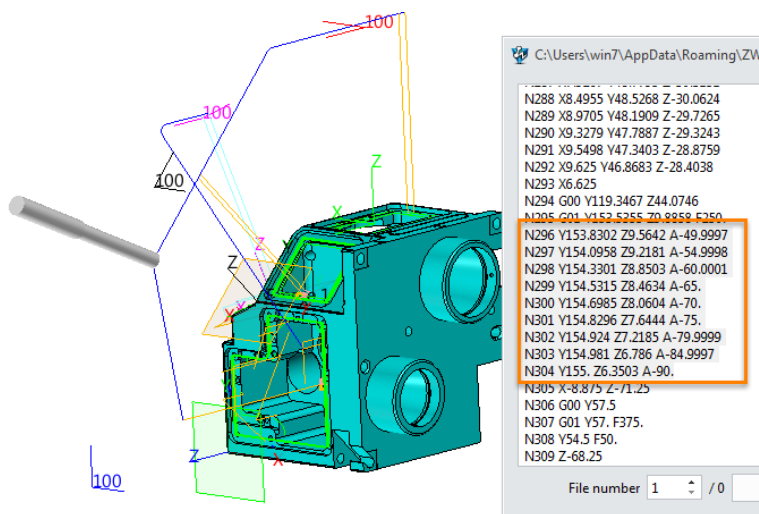 100
100
100
Z
X
Y
Z
Z
X
X
X
Z
X
100
C:\Users\win7\AppData\Roaming\ZW
N288 X8.4955 Y48.5268 Z-30.0624
N289 X8.9705 Y48.1909 Z-29.7265
N290 X9.3279 Y47.7887 Z-29.3243
N291 X9.5498 Y47.3403 Z-28.8759
N292 X9.625 Y46.8683 Z-28.4038
N293 X6.625
N294 G00 Y119.3467 Z44.0746
N295 G01 Y153.5355 Z9.8858 F250.
N296 Y153.8302 Z9.5642 A-49.9997
N297 Y154.0958 Z9.2181 A-54.9998
N298 Y154.3301 Z8.8503 A-60.0001
N299 Y154.5315 Z8.4634 A-65.
N300 Y154.6985 Z8.0604 A-70.
N301 Y154.8296 Z7.6444 A-75.
N302 Y154.924 Z7.2185 A-79.9999
N303 Y154.981 Z6.786 A-84.9997
N304 Y155. Z6.3503 A-90.
N305 X-8.875 Z-71.25
N306 G00 Y57.5
N307 G01 Y57. F375.
N308 Y54.5 F50.
N309 Z-68.25
File number 1 / 0